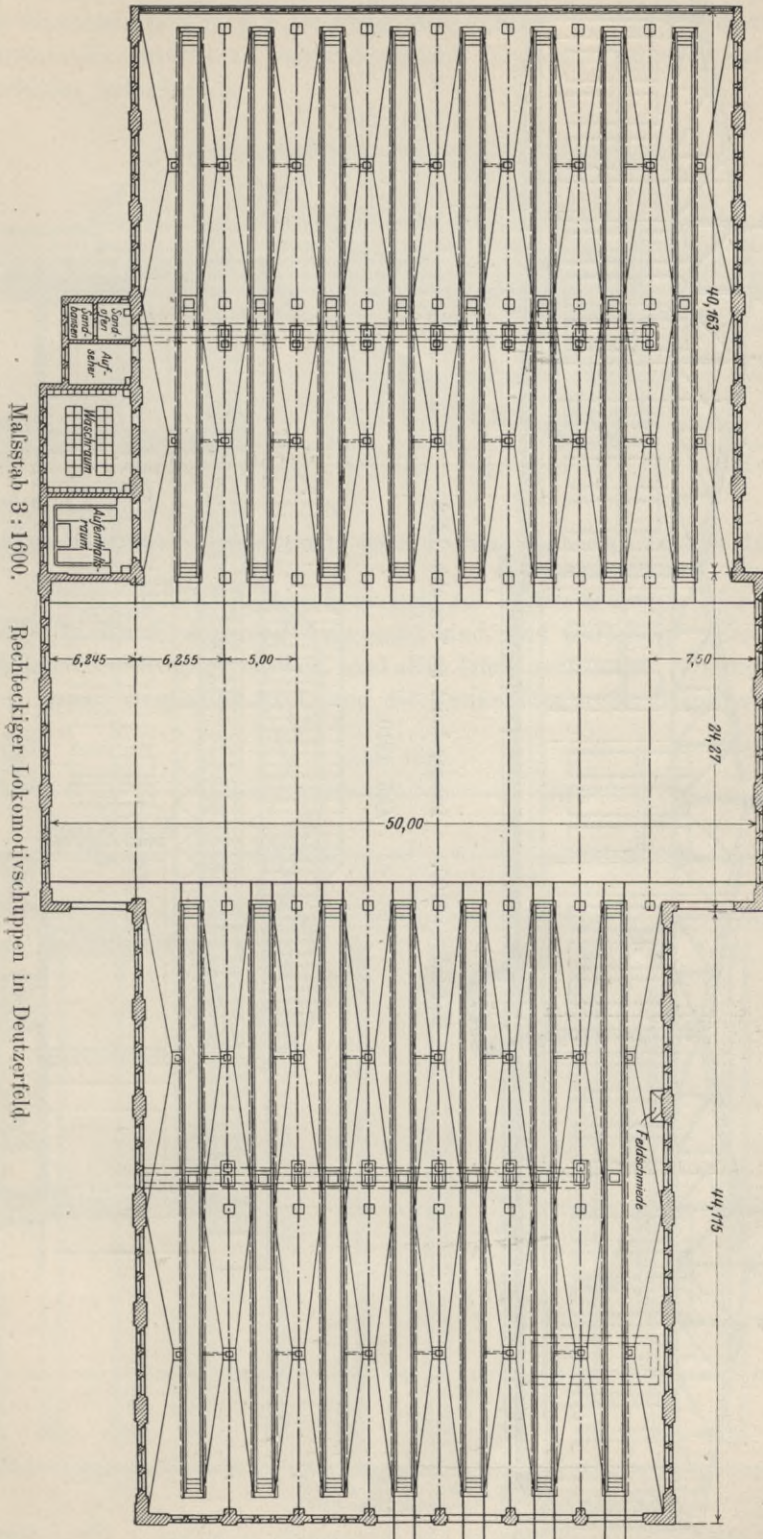 40,163
Sand-
ofen
Sand-
bansen
Auf-
seher
Waschraum
Aufenthalts-
raum
6,245
6,255
5,00
7,50
24,27
50,00
Feldschmiede
44,115
Maſsstab 3 : 1600. Rechteckiger Lokomotivschuppen in Deutzerfeld.